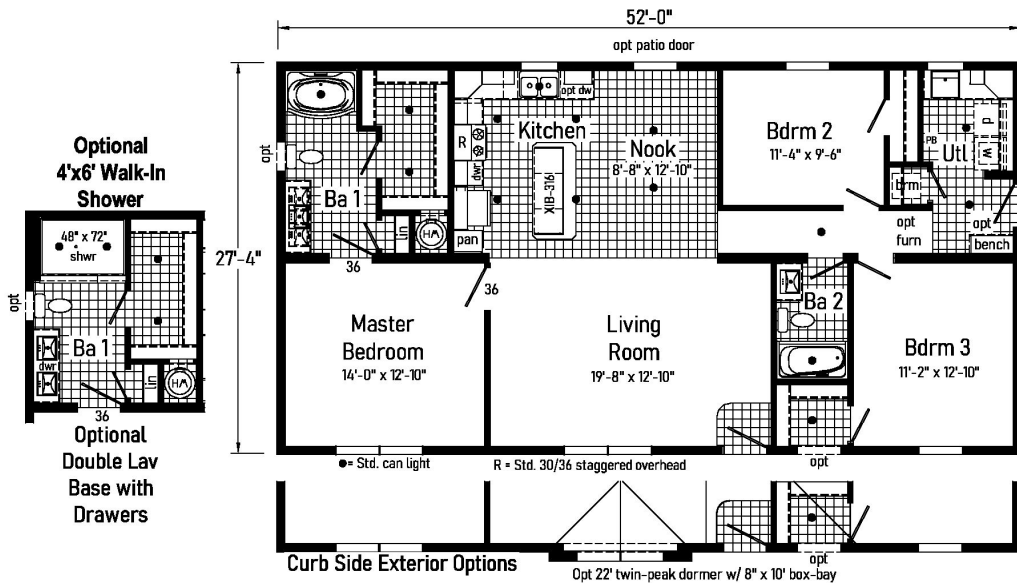 52'-0"
opt patio door
27'-4"
Optional
4'x6' Walk-In
Shower
48" x 72"
shwr
opt
Ba 1
dwr
lin
HW
36
Optional
Double Lav
Base with
Drawers
opt
Ba 1
lin
HW
36
opt dw
R
dwr
pan
Kitchen
XIB-316
Nook
8'-8" x 12'-10"
Bdrm 2
11'-4" x 9'-6"
PB
Utl
d
w
brm
opt
furn
opt
bench
Master
Bedroom
14'-0" x 12'-10"
36
Living
Room
19'-8" x 12'-10"
Ba 2
Bdrm 3
11'-2" x 12'-10"
●= Std. can light
R = Std. 30/36 staggered overhead
opt
Curb Side Exterior Options
opt
Opt 22' twin-peak dormer w/ 8" x 10' box-bay